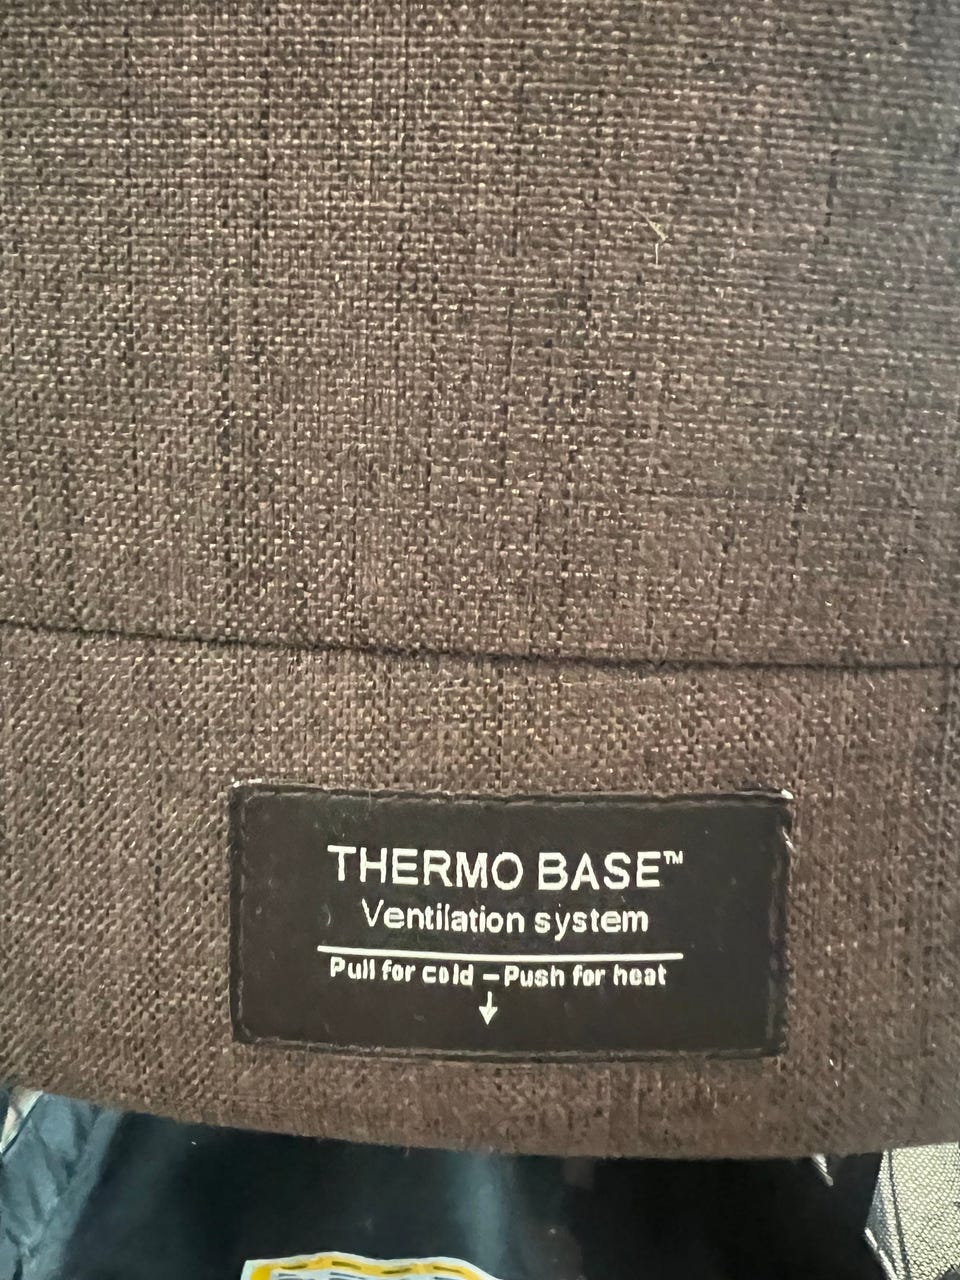 THERMO BASE™
Ventilation system
Pull for cold – Push for heat